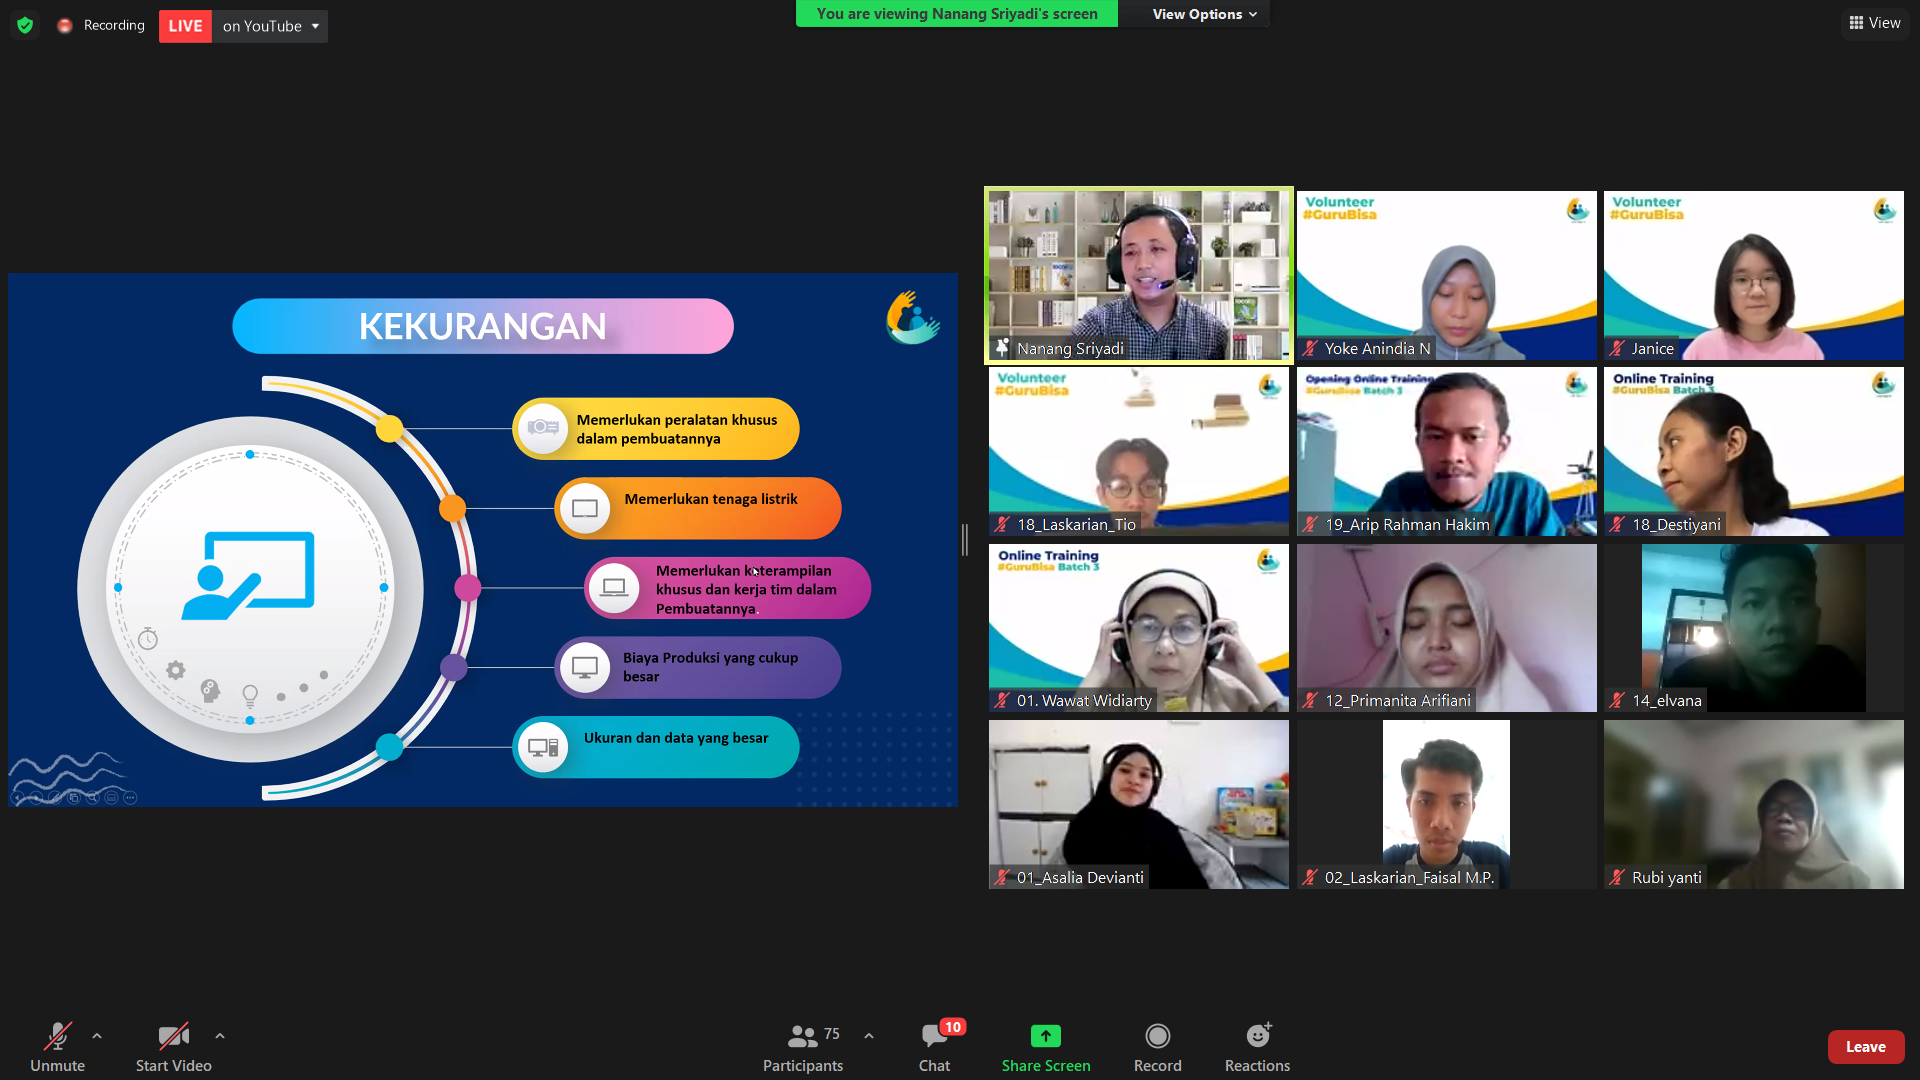 Recording
LIVE
on YouTube
You are viewing Nanang Sriyadi's screen
View Options
View
KEKURANGAN
Memerlukan peralatan khusus
dalam pembuatannya
Memerlukan tenaga listrik
Memerlukan keterampilan
khusus dan kerja tim dalam
Pembuatannya.
Biaya Produksi yang cukup
besar
Ukuran dan data yang besar
Nanang Sriyadi
Volunteer
#GuruBisa
Yoke Anindia N
Volunteer
#GuruBisa
Janice
Volunteer
#GuruBisa
18_Laskarian_Tio
Opening Online Training
#GuruBisa Batch 3
19_Arip Rahman Hakim
Online Training
#GuruBisa Batch 3
18_Destiyani
Online Training
#GuruBisa Batch 3
01. Wawat Widiarty
12_Primanita Arifiani
14_elvana
01_Asalia Devianti
02_Laskarian_Faisal M.P.
Rubi yanti
Unmute
Start Video
75
Participants
10
Chat
Share Screen
Record
Reactions
Leave